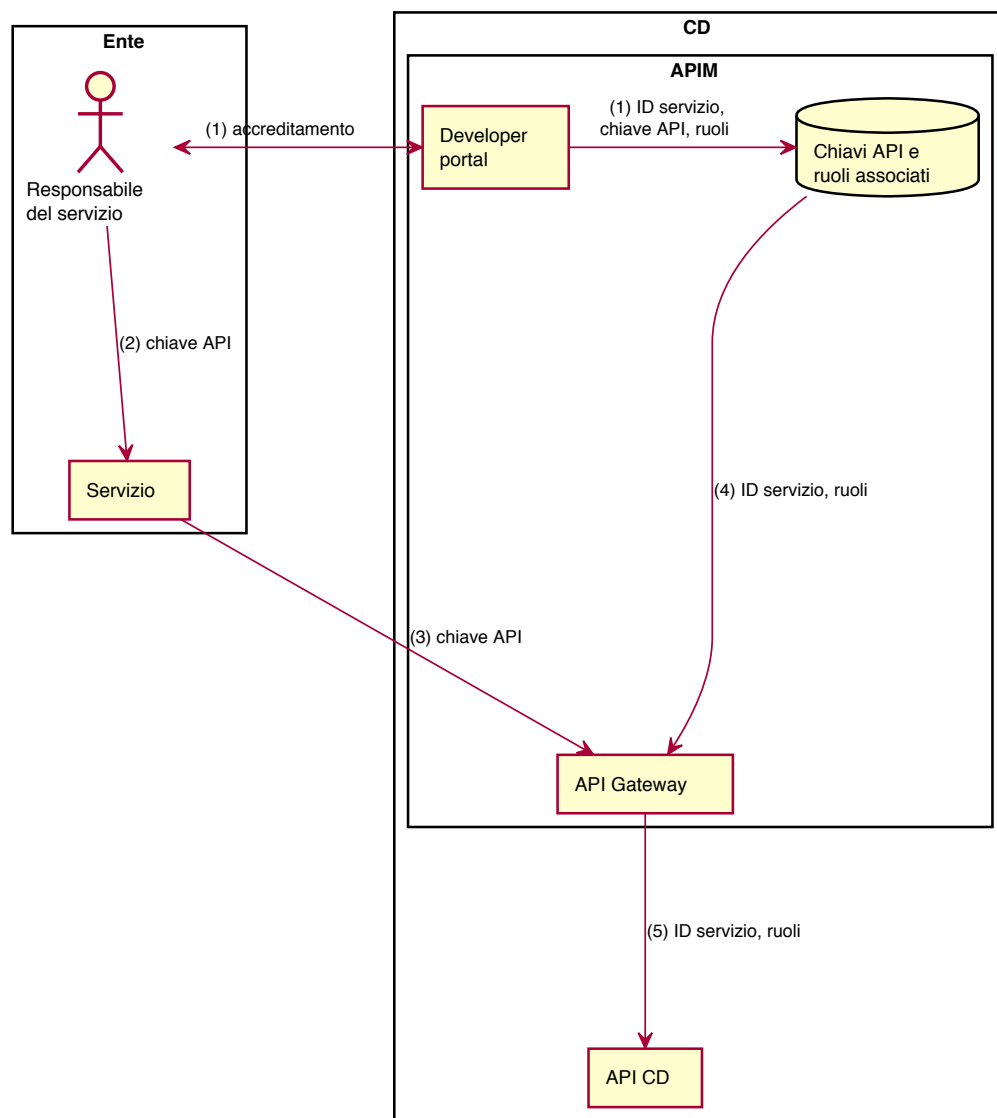 CD
Ente
APIM
(1) ID servizio,
chiave API, ruoli
(1) accreditamento
Developer
portal
Chiavi API e
ruoli associati
Responsabile
del servizio
(2) chiave API
Servizio
(4) ID servizio, ruoli
(3) chiave API
API Gateway
(5) ID servizio, ruoli
API CD